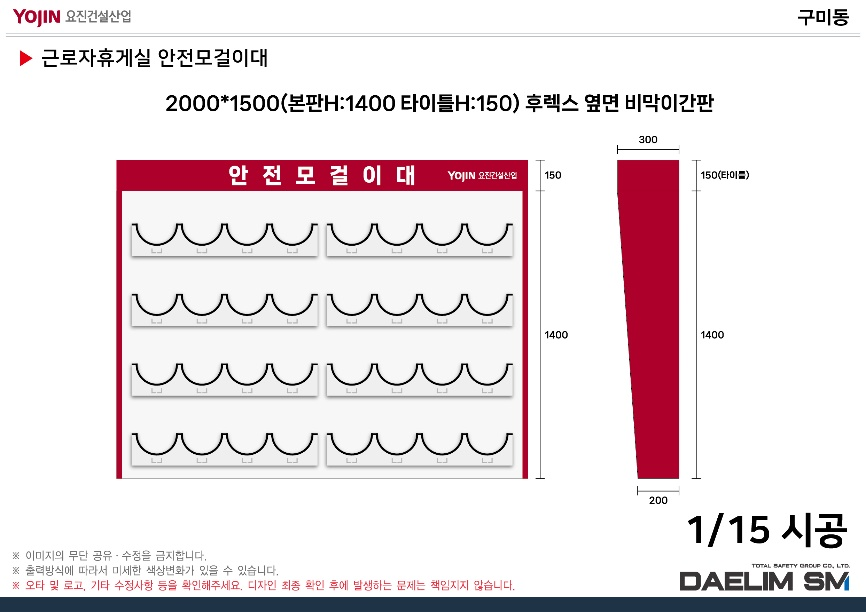 YOJIN 요진건설산업
구미동
▶ 근로자휴게실 안전모걸이대
2000*1500(본판H:1400 타이틀H:150) 후렉스 옆면 비막이간판
300
안전모걸이대
YOJIN 요진건설산업
150
150(타이틀)
1400
1400
200
1/15 시공
※ 이미지의 무단 공유·수정을 금지합니다.
※ 출력방식에 따라서 미세한 색상변화가 있을 수 있습니다.
※ 오타 및 로고, 기타 수정사항 등을 확인해주세요. 디자인 최종 확인 후에 발생하는 문제는 책임지지 않습니다.
TOTAL SAFETY GROUP CO., LTD.
DAELIM SM